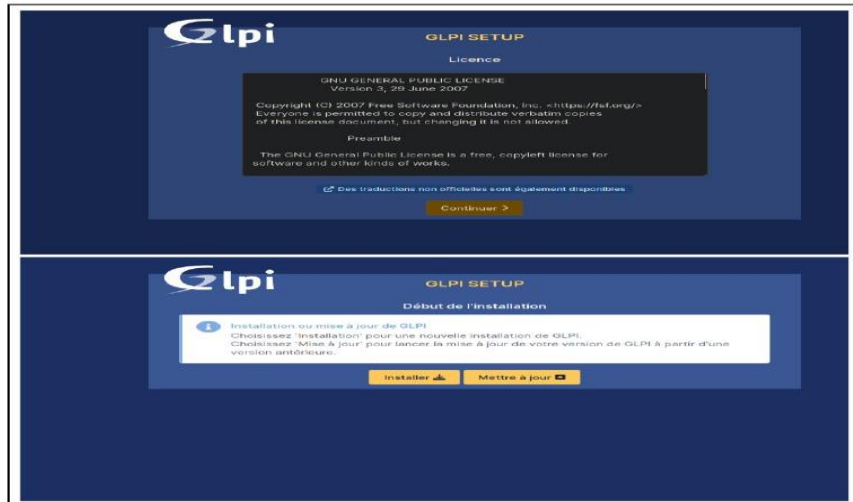 Glpi
GLPI SETUP
Licence
GNU GENERAL PUBLIC LICENSE
Version 3, 29 June 2007
Copyright (C) 2007 Free Software Foundation, Inc. <https://fsf.org/>
Everyone is permitted to copy and distribute verbatim copies
of this license document, but changing it is not allowed.
Preamble
The GNU General Public License is a free, copyleft license for
software and other kinds of works.
Des traductions non officielles sont également disponibles
Continuer >
Glpi
GLPI SETUP
Début de l'installation
Installation ou mise à jour de GLPI
Choisissez 'Installation' pour une nouvelle installation de GLPI.
Choisissez 'Mise à jour' pour lancer la mise à jour de votre version de GLPI à partir d'une
version antérieure.
Installer
Mettre à jour